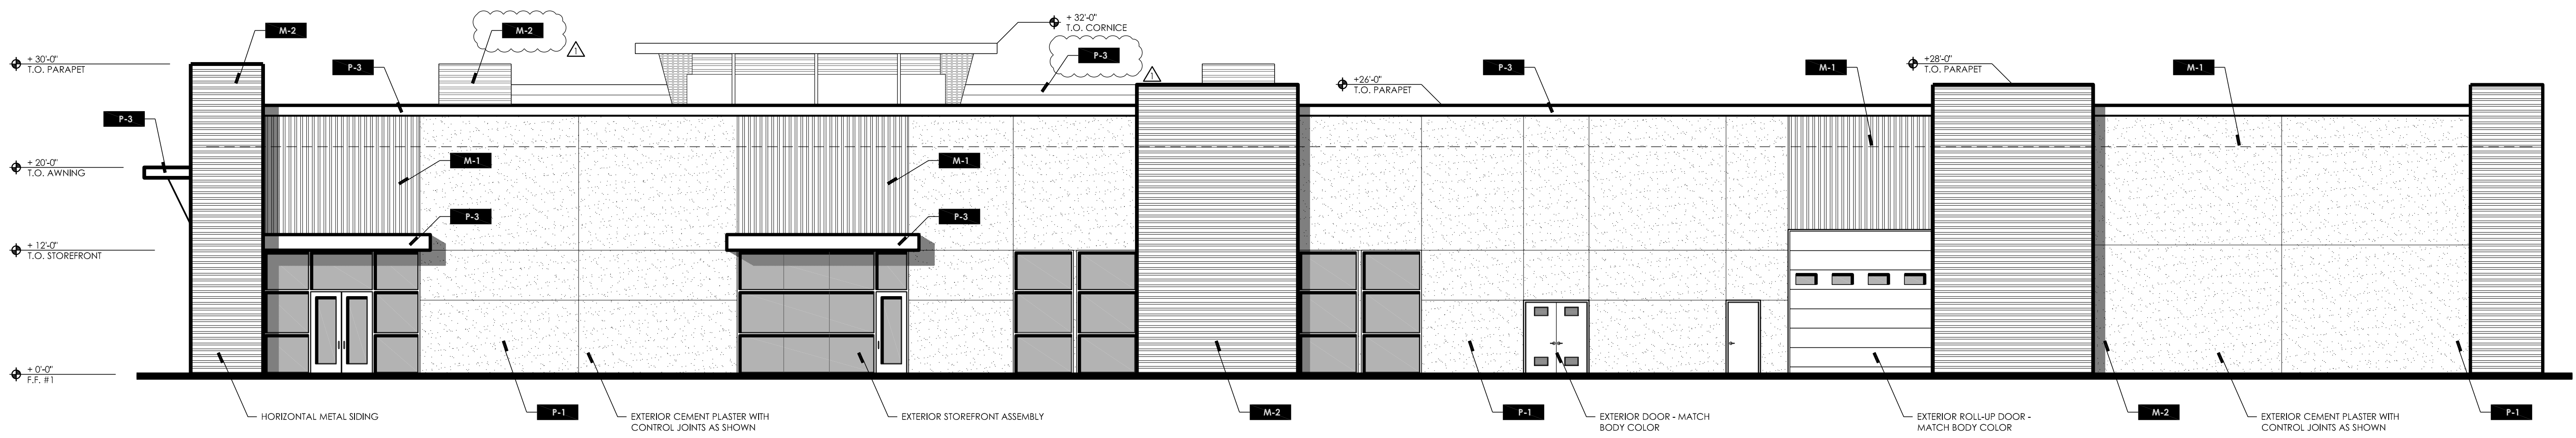 + 32'-0"
T.O. CORNICE
M-2
M-2
1
P-3
1
+ 30'-0"
T.O. PARAPET
P-3
P-3
M-1
+28'-0"
T.O. PARAPET
M-1
+26'-0"
T.O. PARAPET
P-3
+ 20'-0"
T.O. AWNING
M-1
M-1
P-3
P-3
+ 12'-0"
T.O. STOREFRONT
+ 0'-0"
F.F. #1
HORIZONTAL METAL SIDING
P-1
EXTERIOR CEMENT PLASTER WITH
CONTROL JOINTS AS SHOWN
EXTERIOR STOREFRONT ASSEMBLY
M-2
P-1
EXTERIOR DOOR - MATCH
BODY COLOR
EXTERIOR ROLL-UP DOOR -
MATCH BODY COLOR
M-2
EXTERIOR CEMENT PLASTER WITH
CONTROL JOINTS AS SHOWN
P-1